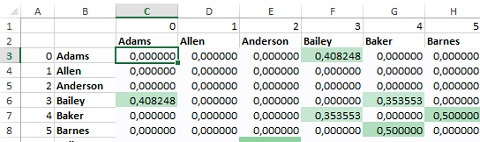 A B C D E F G H
1 0 1 2 3 4 5
2 Adams Allen Anderson Bailey Baker Barnes
3 0 Adams 0,000000 0,000000 0,000000 0,408248 0,000000 0,000000
4 1 Allen 0,000000 0,000000 0,000000 0,000000 0,000000 0,000000
5 2 Anderson 0,000000 0,000000 0,000000 0,000000 0,000000 0,000000
6 3 Bailey 0,408248 0,000000 0,000000 0,000000 0,353553 0,000000
7 4 Baker 0,000000 0,000000 0,000000 0,353553 0,000000 0,500000
8 5 Barnes 0,000000 0,000000 0,000000 0,000000 0,500000 0,000000